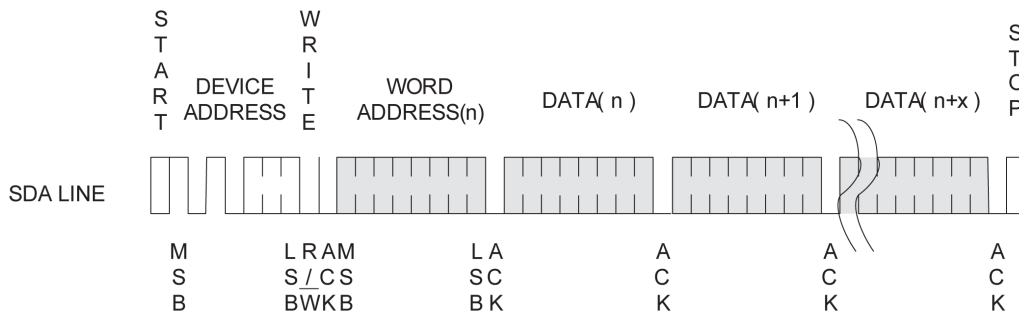 START
WRITE
STOP
DEVICE
ADDRESS
WORD
ADDRESS(n)
DATA( n )
DATA( n+1 )
DATA( n+x )
SDA LINE
MSB
LSB
R/W
ACK
MSB
LSB
ACK
ACK
ACK
ACK